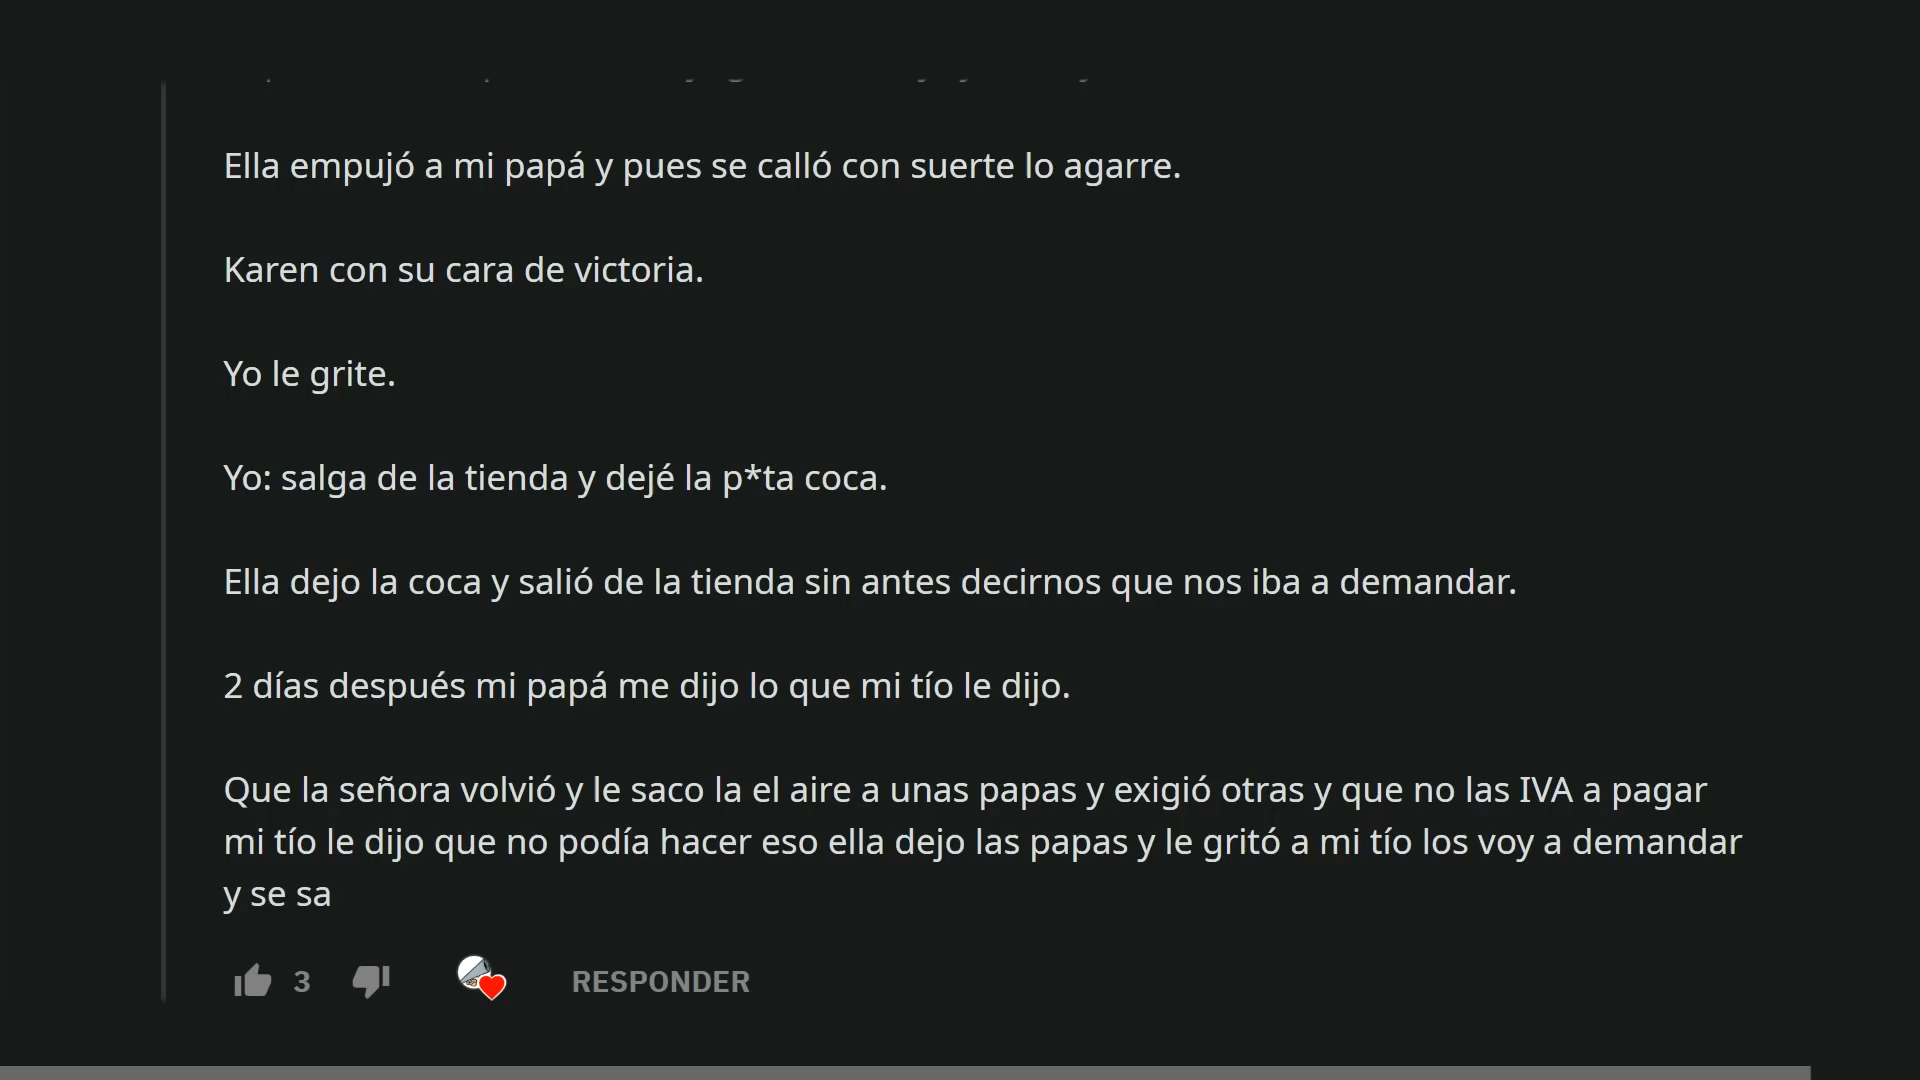 Ella empujó a mi papá y pues se calló con suerte lo agarre.
Karen con su cara de victoria.
Yo le grite.
Yo: salga de la tienda y dejé la p*ta coca.
Ella dejo la coca y salió de la tienda sin antes decirnos que nos iba a demandar.
2 días después mi papá me dijo lo que mi tío le dijo.
Que la señora volvió y le saco la el aire a unas papas y exigió otras y que no las IVA a pagar
mi tío le dijo que no podía hacer eso ella dejo las papas y le gritó a mi tío los voy a demandar
y se sa
3 RESPONDER